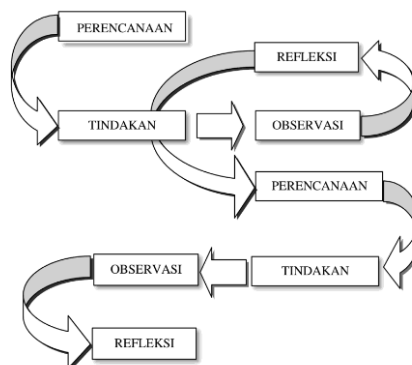 PERENCANAAN
REFLEKSI
TINDAKAN
OBSERVASI
PERENCANAAN
OBSERVASI
TINDAKAN
REFLEKSI